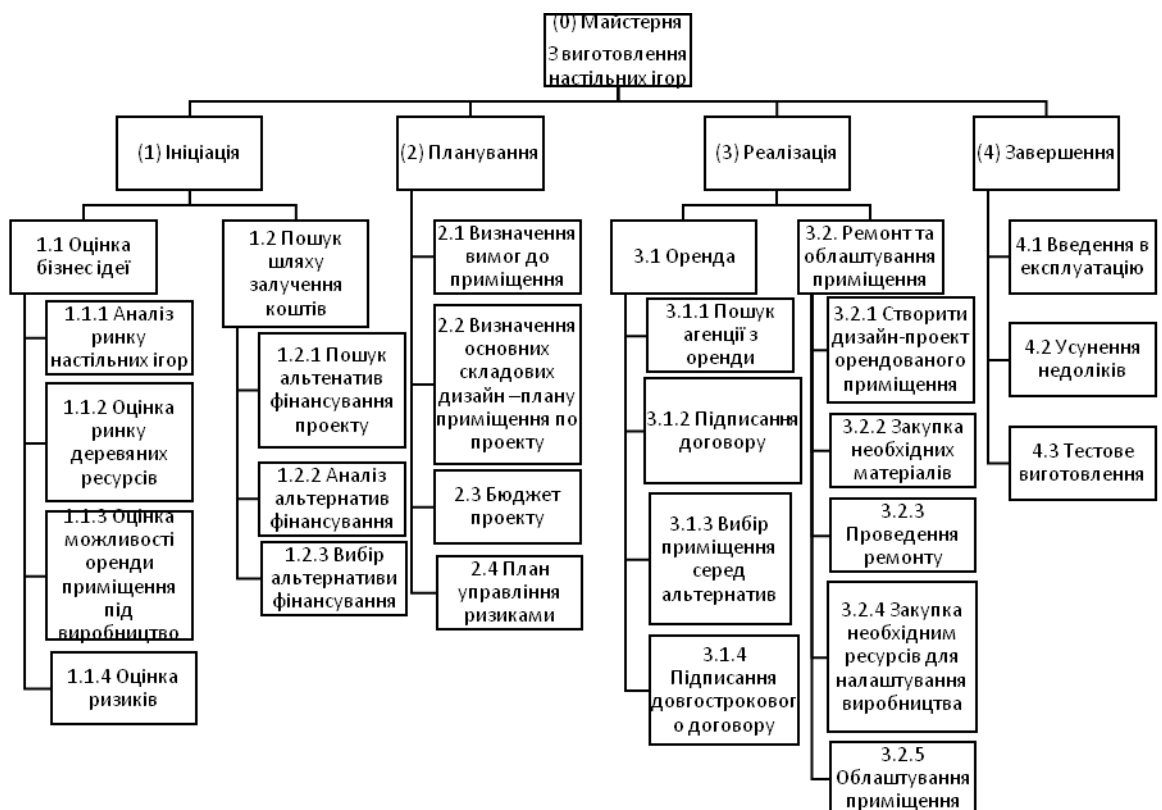 (0) Майстерня
З виготовлення
настільних ігор
(1) Ініціація
(2) Планування
(3) Реалізація
(4) Завершення
1.1 Оцінка
бізнес ідеї
1.1.1 Аналіз
ринку
настільних ігор
1.1.2 Оцінка
ринку
деревяних
ресурсів
1.1.3 Оцінка
можливості
оренди
приміщення
під
виробництво
1.1.4 Оцінка
ризиків
1.2 Пошук
шляху
залучення
коштів
1.2.1 Пошук
альтенатив
фінансування
проекту
1.2.2 Аналіз
альтернатив
фінансування
1.2.3 Вибір
альтернативи
фінансування
2.1 Визначення
вимог до
приміщення
2.2 Визначення
основних
складових
дизайн –плану
приміщення по
проекту
2.3 Бюджет
проекту
2.4 План
управління
ризиками
3.1 Оренда
3.1.1 Пошук
агенції з
оренди
3.1.2 Підписання
договору
3.1.3 Вибір
приміщення
серед
альтернатив
3.1.4
Підписання
довгостроковог
о договору
3.2. Ремонт та
облаштування
приміщення
3.2.1 Створити
дизайн-проект
орендованого
приміщення
3.2.2 Закупка
необхідних
матеріалів
3.2.3
Проведення
ремонту
3.2.4 Закупка
необхідним
ресурсів для
налаштування
виробництва
3.2.5
Облаштування
приміщення
4.1 Введення в
експлуатацію
4.2 Усунення
недоліків
4.3 Тестове
виготовлення